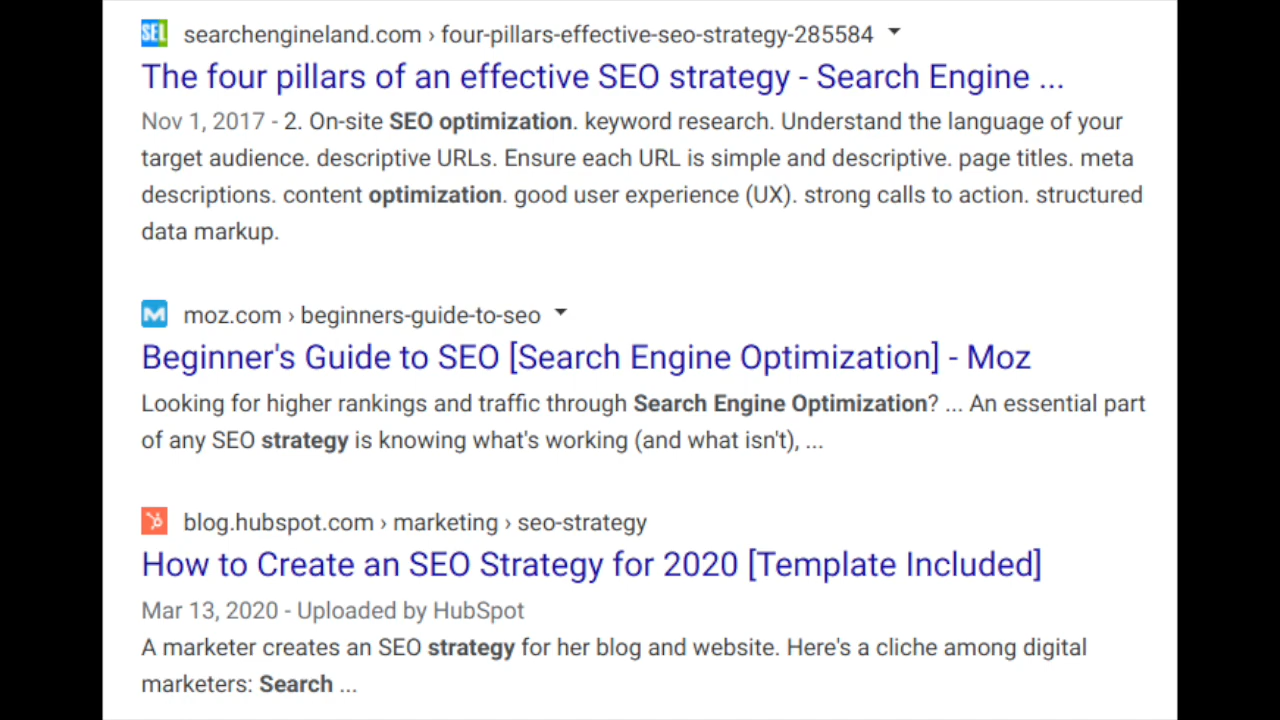 SEL searchengineland.com › four-pillars-effective-seo-strategy-285584
The four pillars of an effective SEO strategy - Search Engine ...
Nov 1, 2017 - 2. On-site SEO optimization. keyword research. Understand the language of your
target audience. descriptive URLs. Ensure each URL is simple and descriptive. page titles. meta
descriptions. content optimization. good user experience (UX). strong calls to action. structured
data markup.
M moz.com › beginners-guide-to-seo
Beginner's Guide to SEO [Search Engine Optimization] - Moz
Looking for higher rankings and traffic through Search Engine Optimization? ... An essential part
of any SEO strategy is knowing what's working (and what isn't), ...
blog.hubspot.com › marketing › seo-strategy
How to Create an SEO Strategy for 2020 [Template Included]
Mar 13, 2020 - Uploaded by HubSpot
A marketer creates an SEO strategy for her blog and website. Here's a cliche among digital
marketers: Search ...